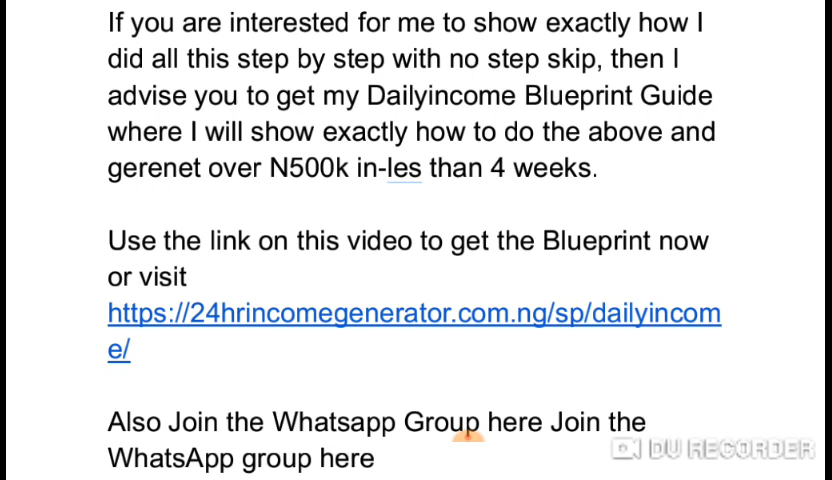 If you are interested for me to show exactly how I
did all this step by step with no step skip, then I
advise you to get my Dailyincome Blueprint Guide
where I will show exactly how to do the above and
gerenet over N500k in-les than 4 weeks.
Use the link on this video to get the Blueprint now
or visit
https://24hrincomegenerator.com.ng/sp/dailyincom
e/
Also Join the Whatsapp Group here Join the
WhatsApp group here
DU RECORDER